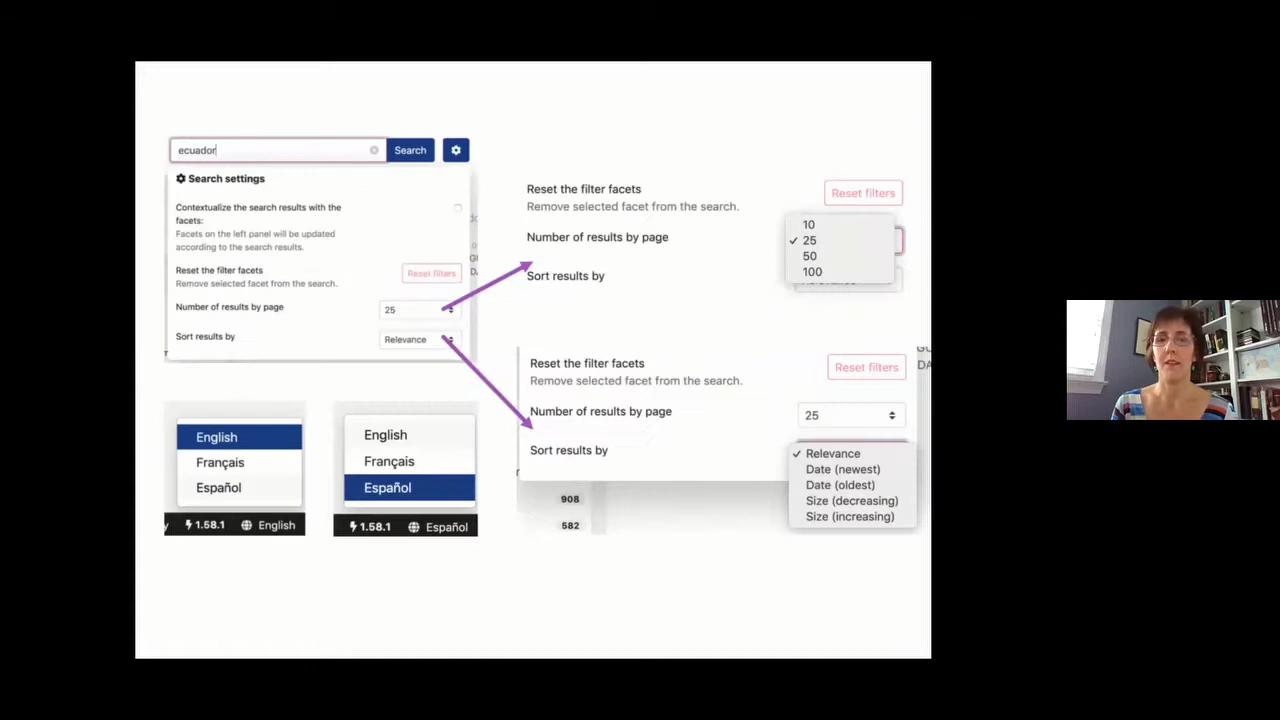 ecuador
Search
Search settings
Contextualize the search results with the
facets:
Facets on the left panel will be updated
according to the search results.
Reset the filter facets
Reset filters
Remove selected facet from the search.
Number of results by page
25
Sort results by
Relevance
Reset the filter facets
Reset filters
Remove selected facet from the search.
Number of results by page
10
✓ 25
50
100
Sort results by
Reset the filter facets
Reset filters
Remove selected facet from the search.
Number of results by page
25
Sort results by
✓ Relevance
Date (newest)
Date (oldest)
Size (decreasing)
Size (increasing)
908
582
English
Français
Español
1.58.1 English
English
Français
Español
1.58.1 Español